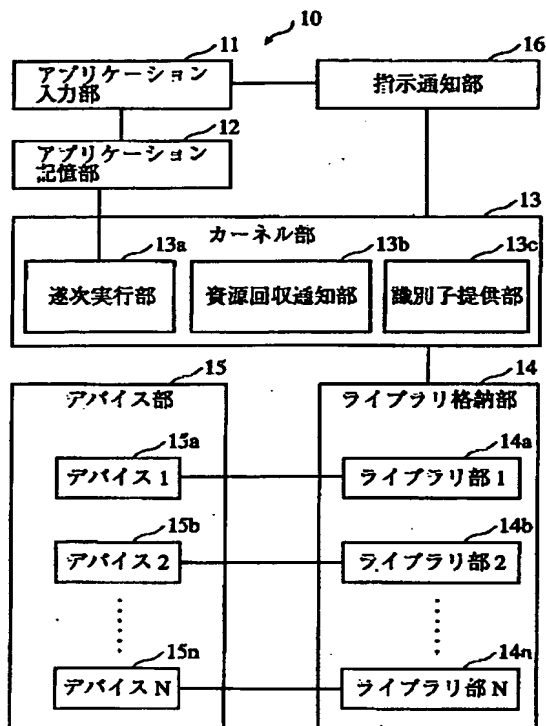 10
11
16
アプリケーション
入力部
指示通知部
12
アプリケーション
記憶部
13
カーネル部
13a
13b
13c
逐次実行部
資源回収通知部
識別子提供部
15
14
デバイス部
ライブラリ格納部
15a
14a
デバイス1
ライブラリ部1
15b
14b
デバイス2
ライブラリ部2
15n
14n
デバイスN
ライブラリ部N